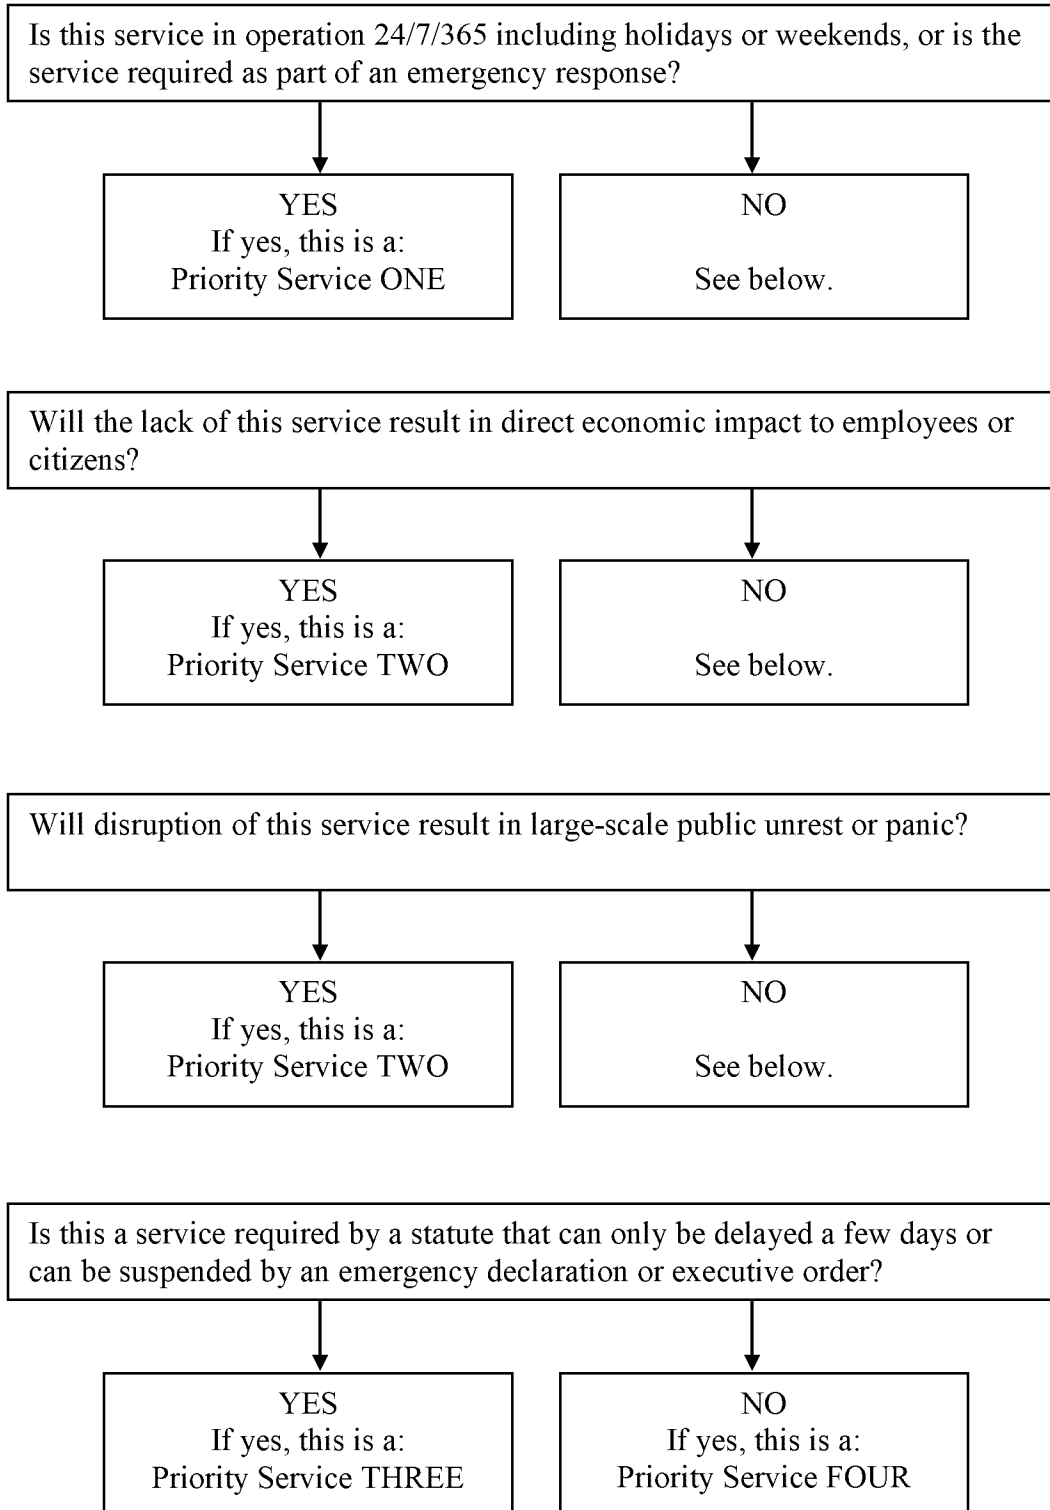 Is this service in operation 24/7/365 including holidays or weekends, or is the
service required as part of an emergency response?
YES
If yes, this is a:
Priority Service ONE
NO
See below.
Will the lack of this service result in direct economic impact to employees or
citizens?
YES
If yes, this is a:
Priority Service TWO
NO
See below.
Will disruption of this service result in large-scale public unrest or panic?
YES
If yes, this is a:
Priority Service TWO
NO
See below.
Is this a service required by a statute that can only be delayed a few days or
can be suspended by an emergency declaration or executive order?
YES
If yes, this is a:
Priority Service THREE
NO
If yes, this is a:
Priority Service FOUR